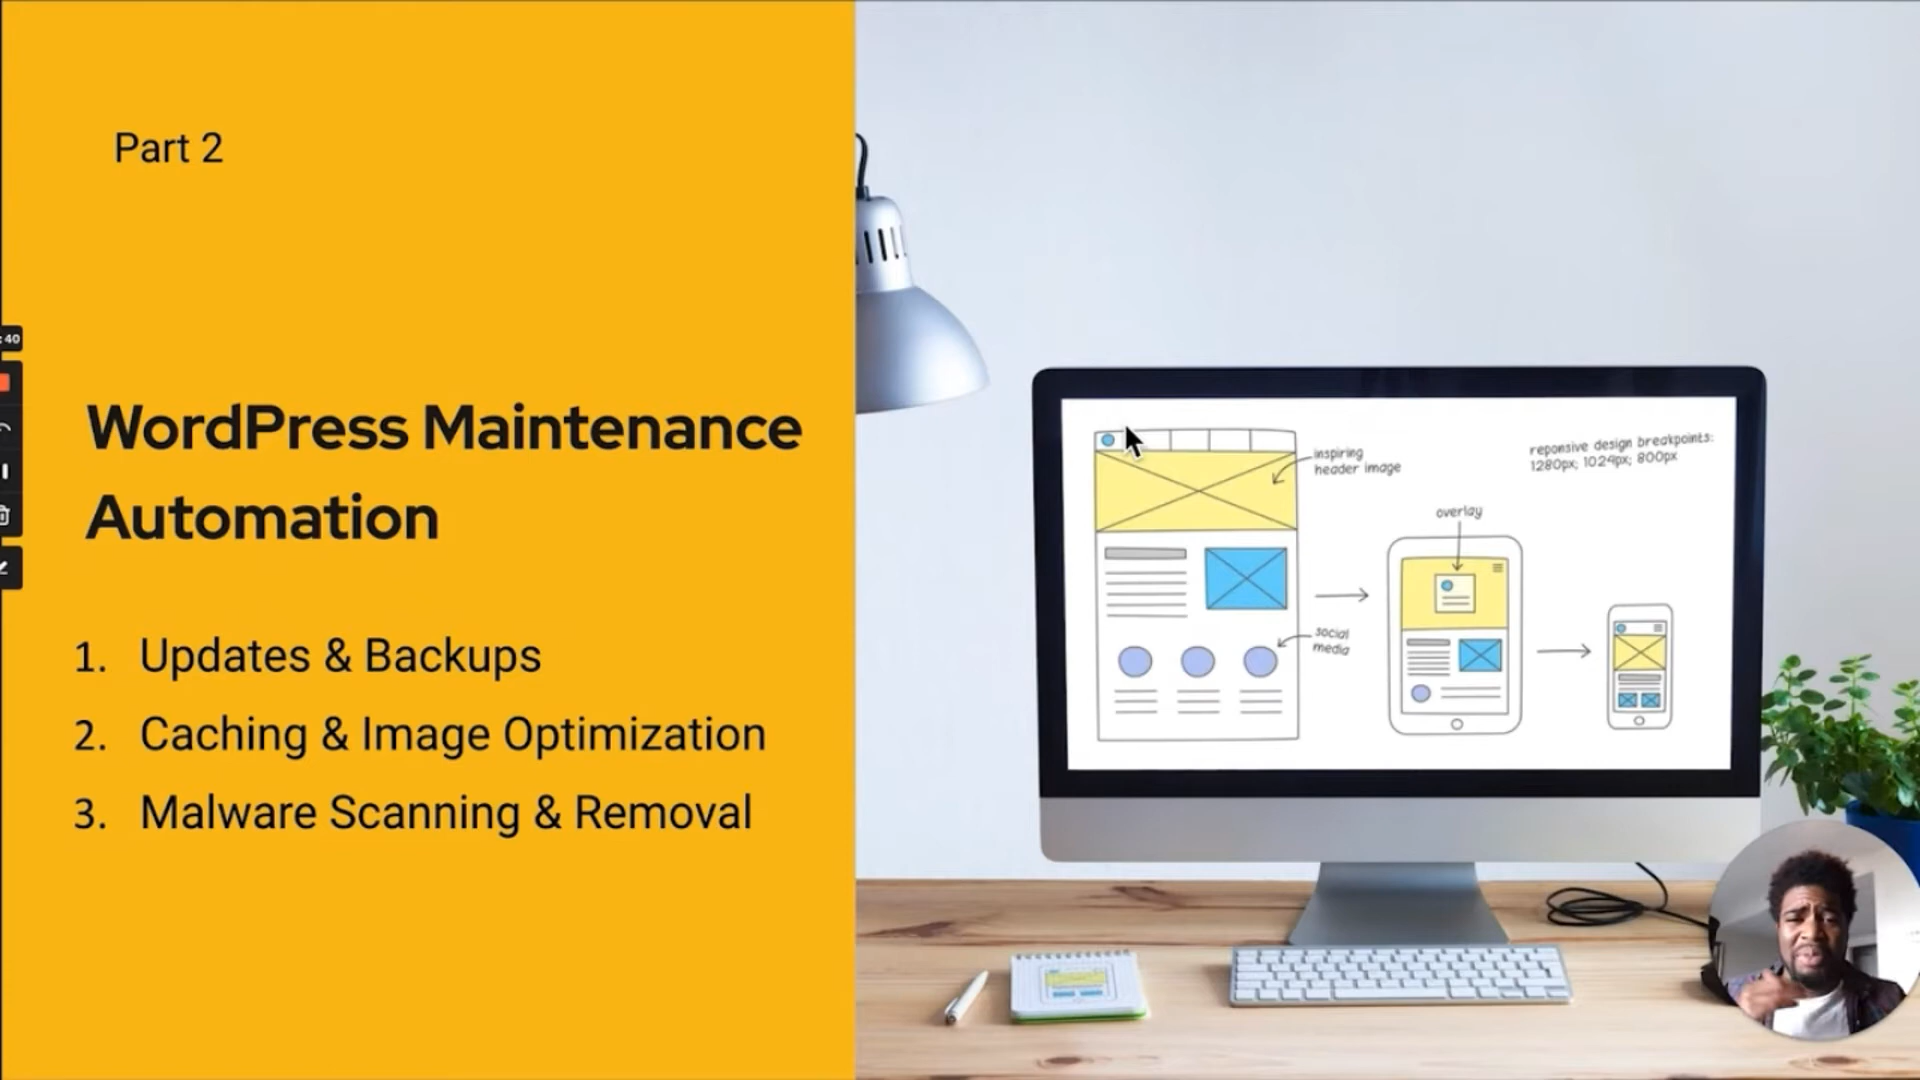 Part 2
:40
WordPress Maintenance
Automation
1. Updates & Backups
2. Caching & Image Optimization
3. Malware Scanning & Removal
inspiring
header image
reponsive design breakpoints:
1280px; 1024px; 800px
overlay
social
media